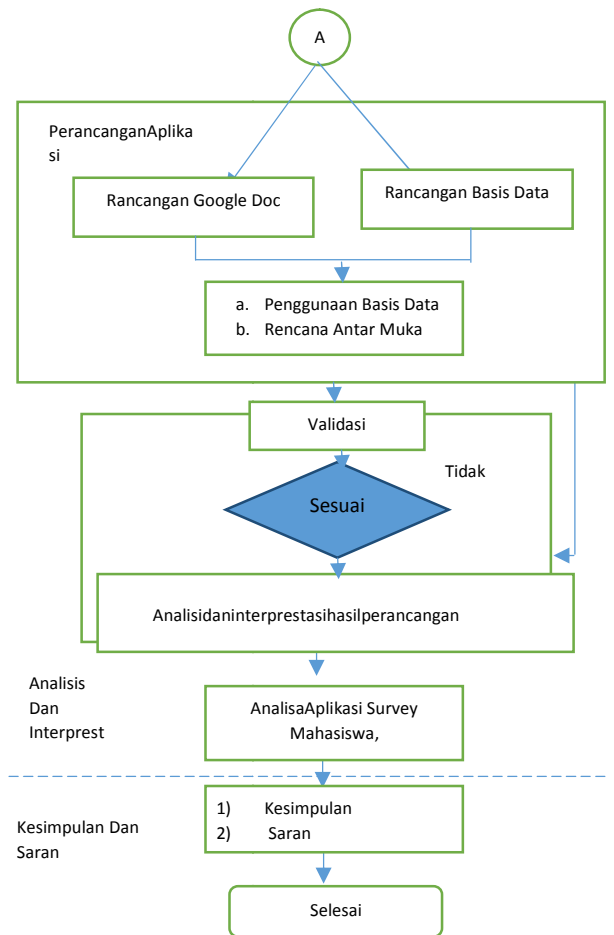 A
PerancanganAplika
si
Rancangan Google Doc
Rancangan Basis Data
a. Penggunaan Basis Data
b. Rencana Antar Muka
Validasi
Tidak
Sesuai
Analisidaninterprestasihasilperancangan
Analisis
Dan
Interprest
AnalisaAplikasi Survey
Mahasiswa,
Kesimpulan Dan
Saran
1) Kesimpulan
2) Saran
Selesai